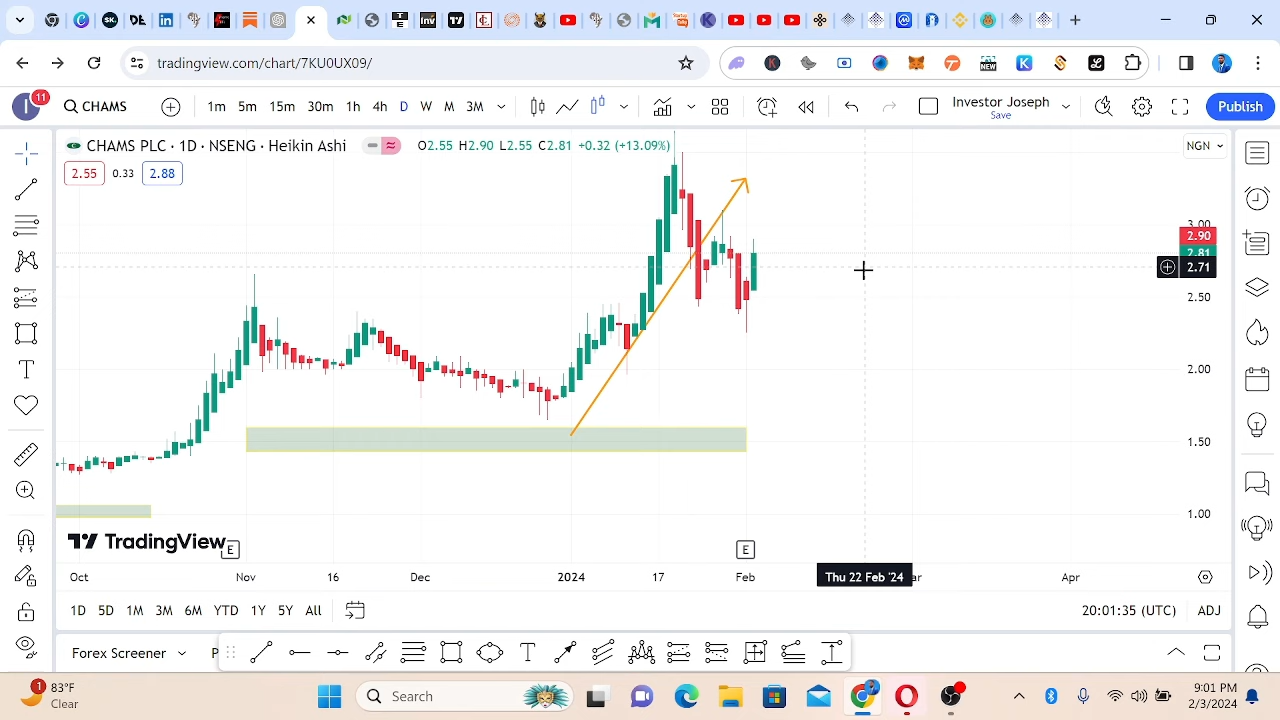 tradingview.com/chart/7KU0UX09/
I 11 CHAMS 1m 5m 15m 30m 1h 4h D W M 3M Investor Joseph Save Publish
CHAMS PLC · 1D · NSENG · Heikin Ashi O2.55 H2.90 L2.55 C2.81 +0.32 (+13.09%) NGN
2.55 0.33 2.88
3.00
2.90
2.81
2.71
2.50
2.00
1.50
1.00
TradingView
E E
Oct Nov 16 Dec 2024 17 Feb Thu 22 Feb '24 ar Apr
1D 5D 1M 3M 6M YTD 1Y 5Y All 20:01:35 (UTC) ADJ
Forex Screener P T
1 83°F Search 9:01 PM
Clear 2/3/2024